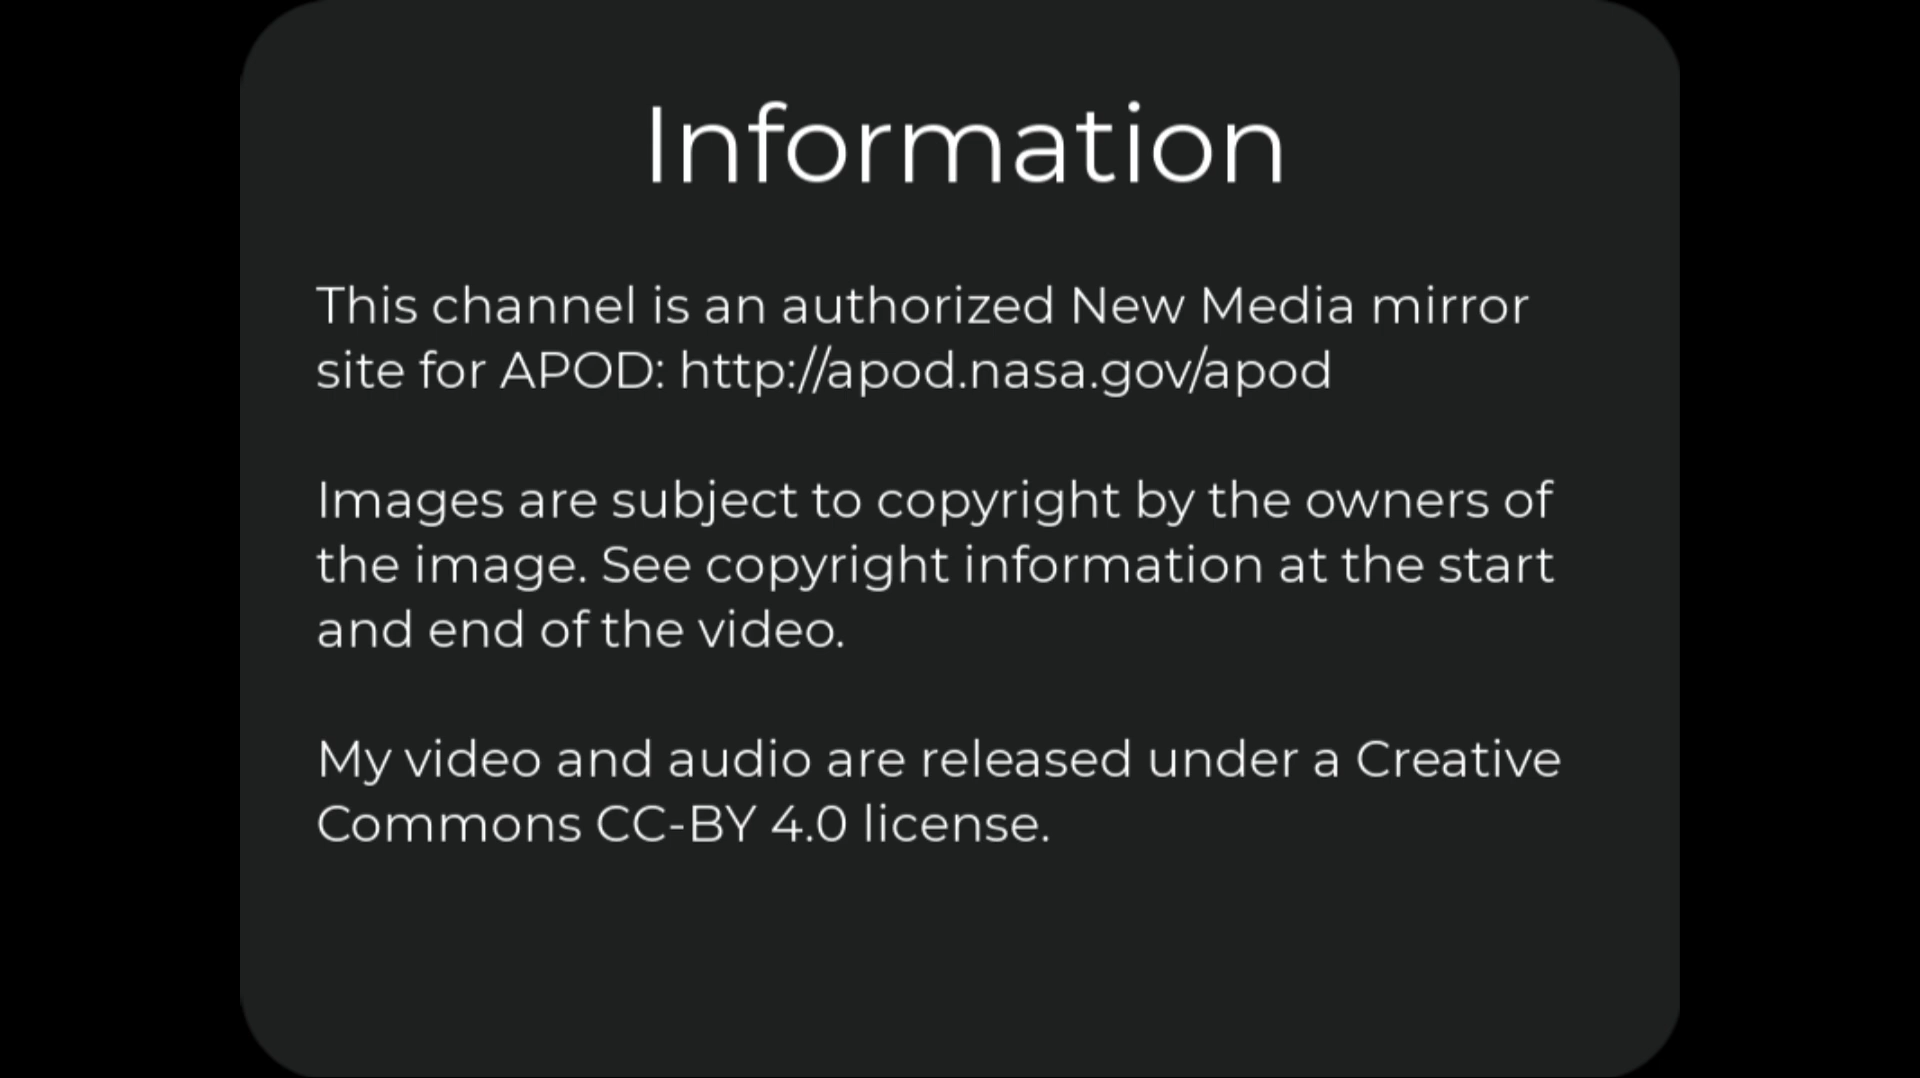 Information
This channel is an authorized New Media mirror
site for APOD: http://apod.nasa.gov/apod
Images are subject to copyright by the owners of
the image. See copyright information at the start
and end of the video.
My video and audio are released under a Creative
Commons CC-BY 4.0 license.